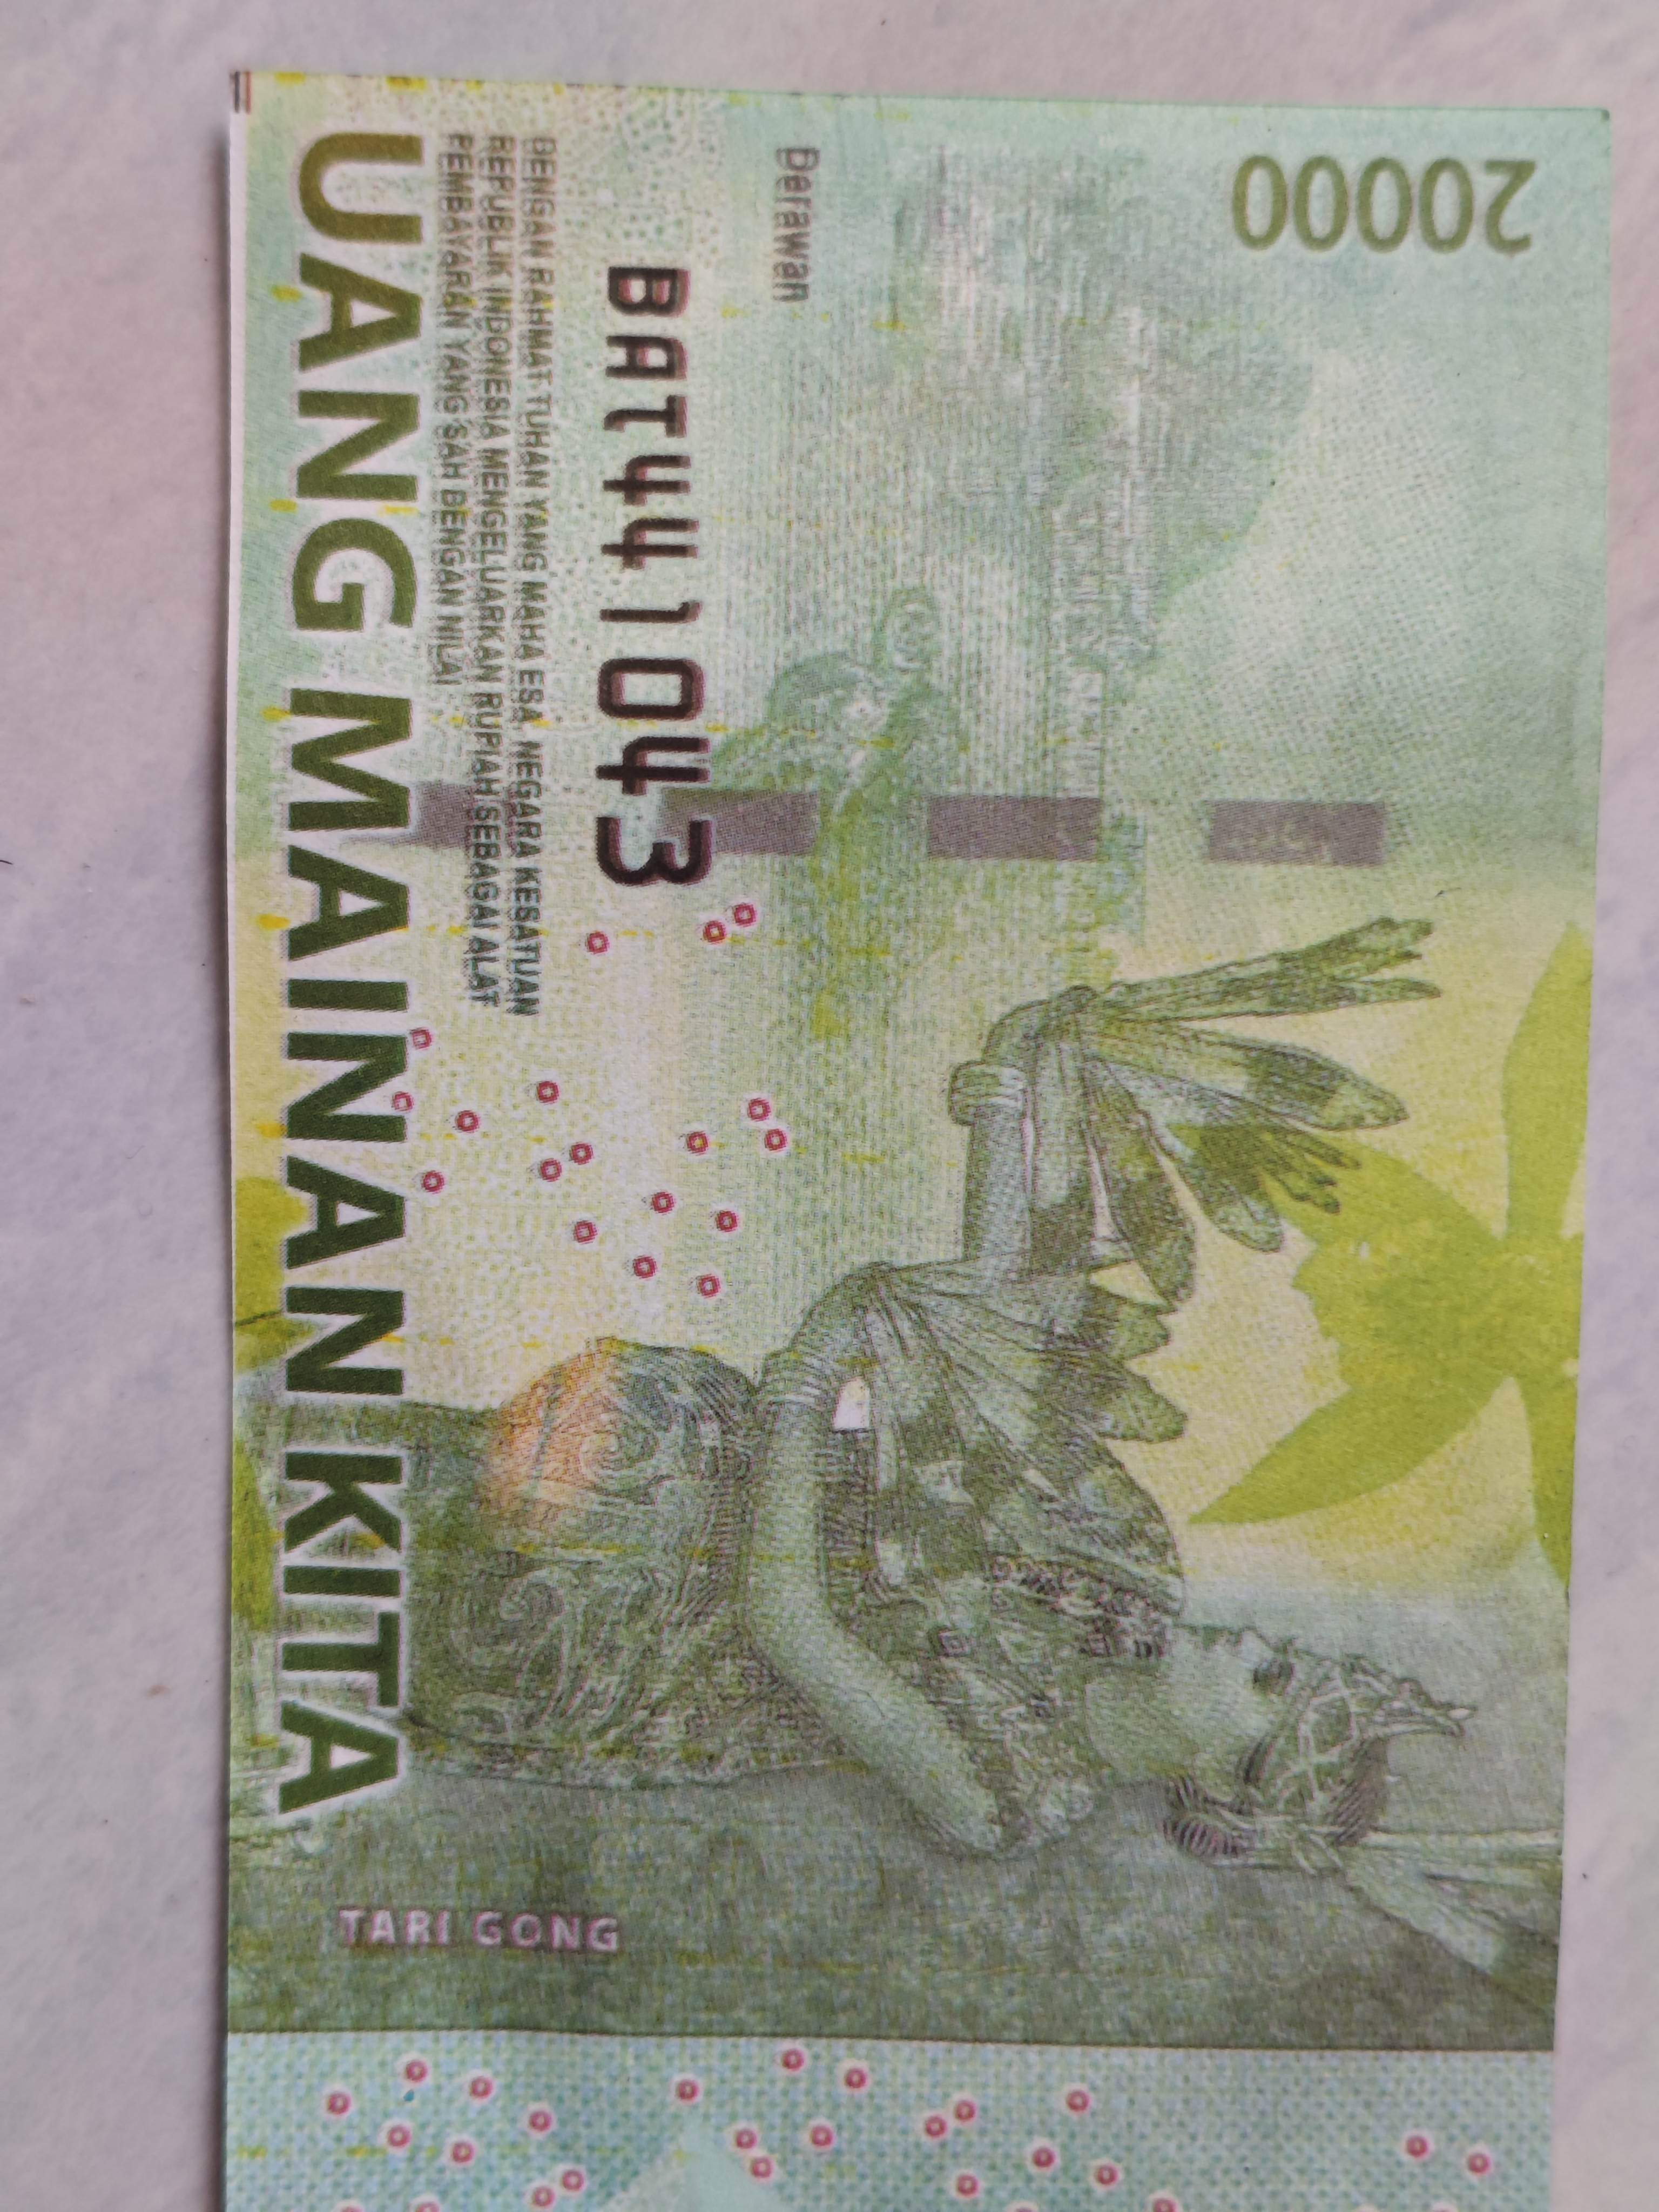 20000
Derawan
BAT441043
DENGAN RAHMAT TUHAN YANG MAHA ESA, NEGARA KESATUAN
REPUBLIK INDONESIA MENGELUARKAN RUPIAH SEBAGAI ALAT
PEMBAYARAN YANG SAH DENGAN NILAI
UANG MAINAN KITA
TARI GONG